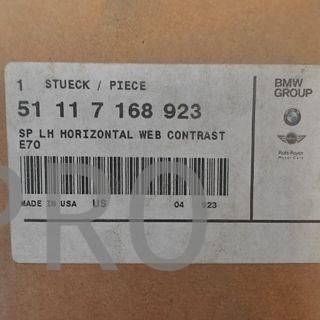 1 STUECK / PIECE
51 11 7 168 923
SP LH HORIZONTAL WEB CONTRAST
E70
MADE IN USA US 04 923
BMW
GROUP
Rolls-Royce
Motor Cars
PRO